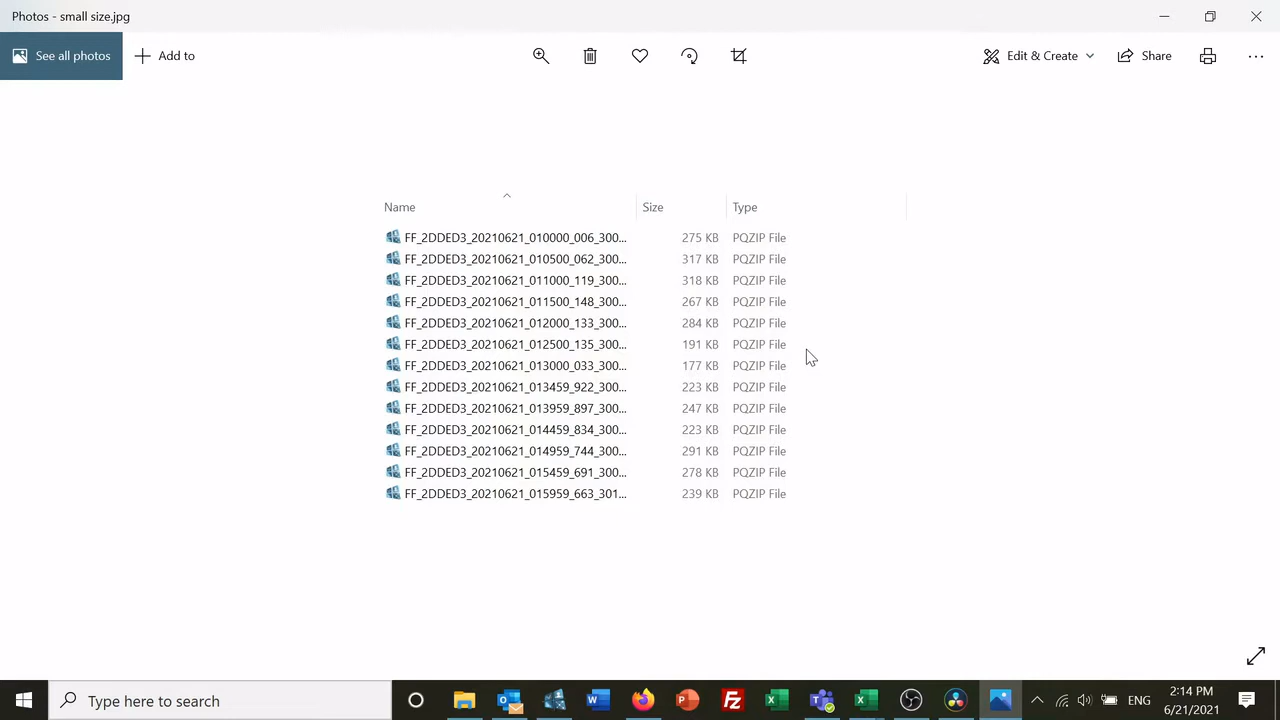 Photos - small size.jpg
See all photos
Add to
Edit & Create
Share
Name Size Type
FF_2DDED3_20210621_010000_006_300... 275 KB PQZIP File
FF_2DDED3_20210621_010500_062_300... 317 KB PQZIP File
FF_2DDED3_20210621_011000_119_300... 318 KB PQZIP File
FF_2DDED3_20210621_011500_148_300... 267 KB PQZIP File
FF_2DDED3_20210621_012000_133_300... 284 KB PQZIP File
FF_2DDED3_20210621_012500_135_300... 191 KB PQZIP File
FF_2DDED3_20210621_013000_033_300... 177 KB PQZIP File
FF_2DDED3_20210621_013459_922_300... 223 KB PQZIP File
FF_2DDED3_20210621_013959_897_300... 247 KB PQZIP File
FF_2DDED3_20210621_014459_834_300... 223 KB PQZIP File
FF_2DDED3_20210621_014959_744_300... 291 KB PQZIP File
FF_2DDED3_20210621_015459_691_300... 278 KB PQZIP File
FF_2DDED3_20210621_015959_663_301... 239 KB PQZIP File
Type here to search
ENG
2:14 PM
6/21/2021